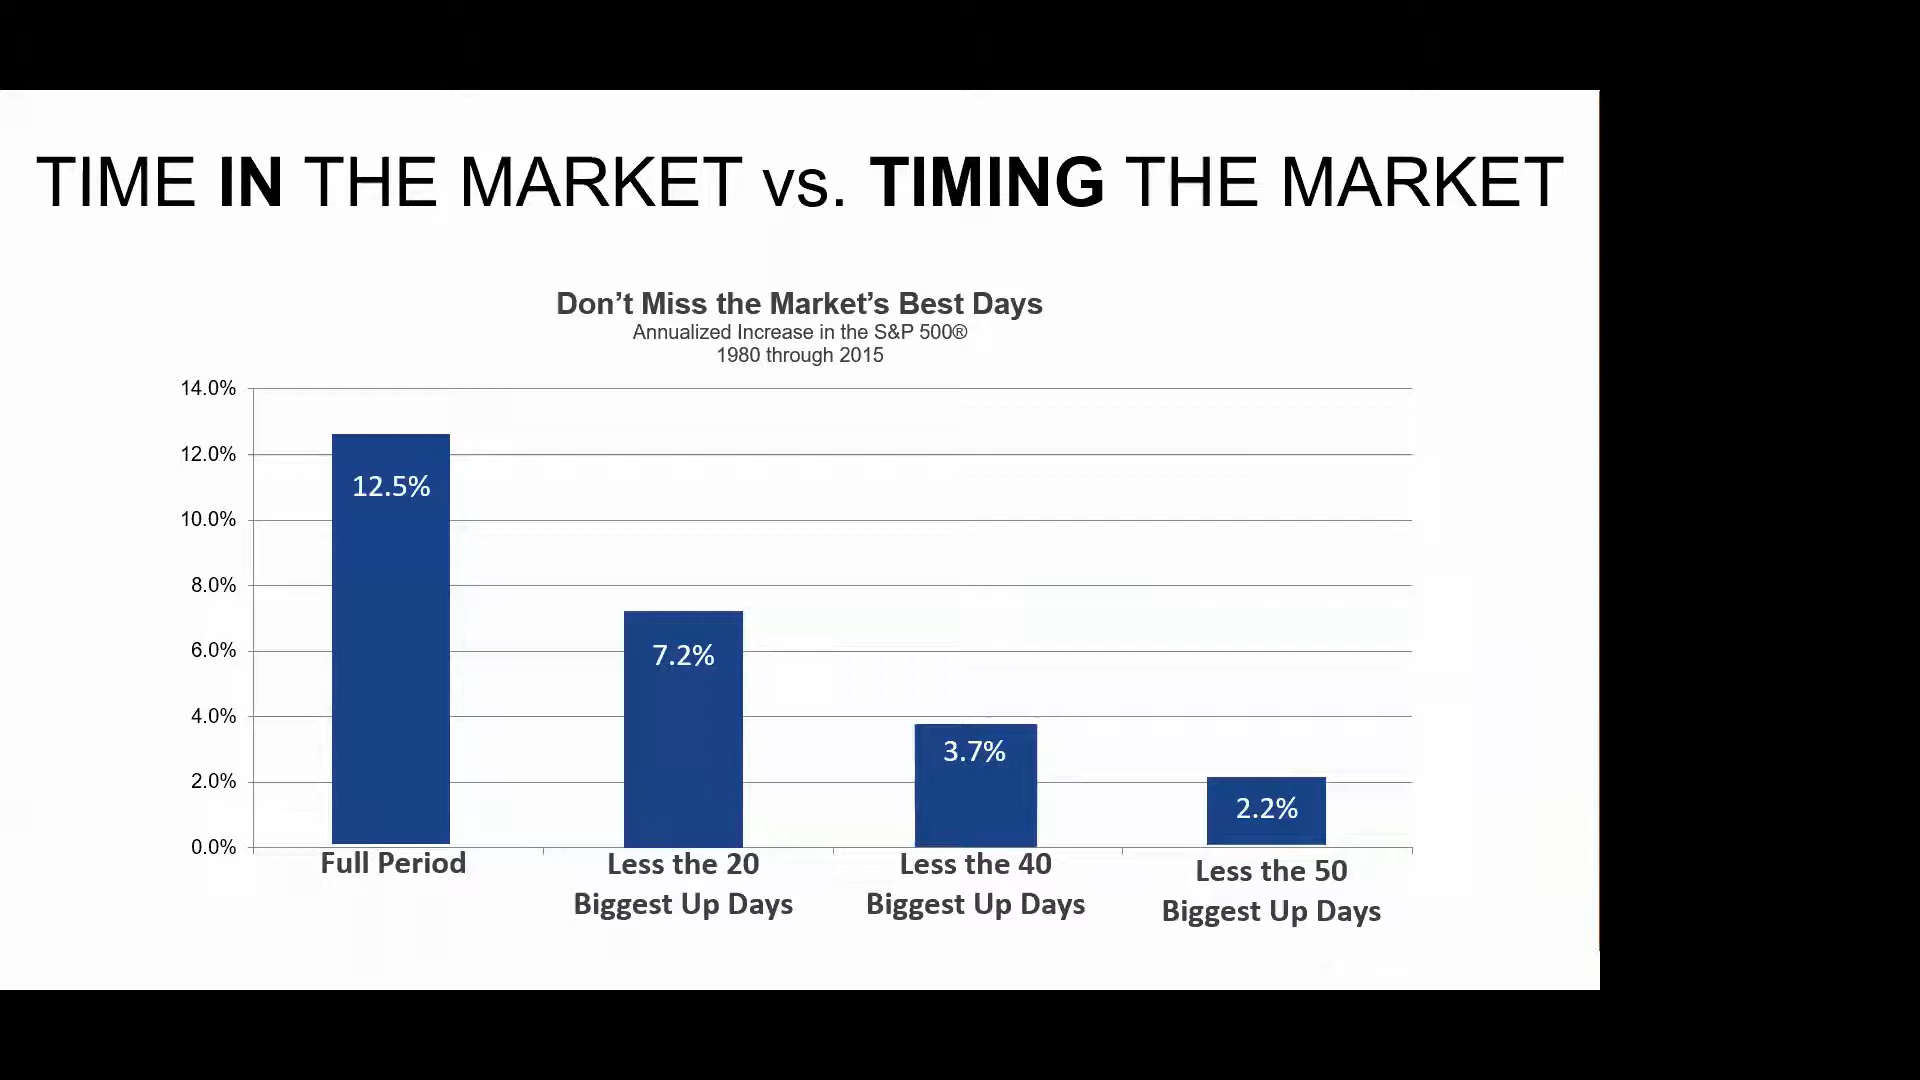 TIME IN THE MARKET vs. TIMING THE MARKET
Don’t Miss the Market’s Best Days
Annualized Increase in the S&P 500®
1980 through 2015
14.0%
12.0%
10.0%
8.0%
6.0%
4.0%
2.0%
0.0%
12.5%
7.2%
3.7%
2.2%
Full Period
Less the 20
Biggest Up Days
Less the 40
Biggest Up Days
Less the 50
Biggest Up Days